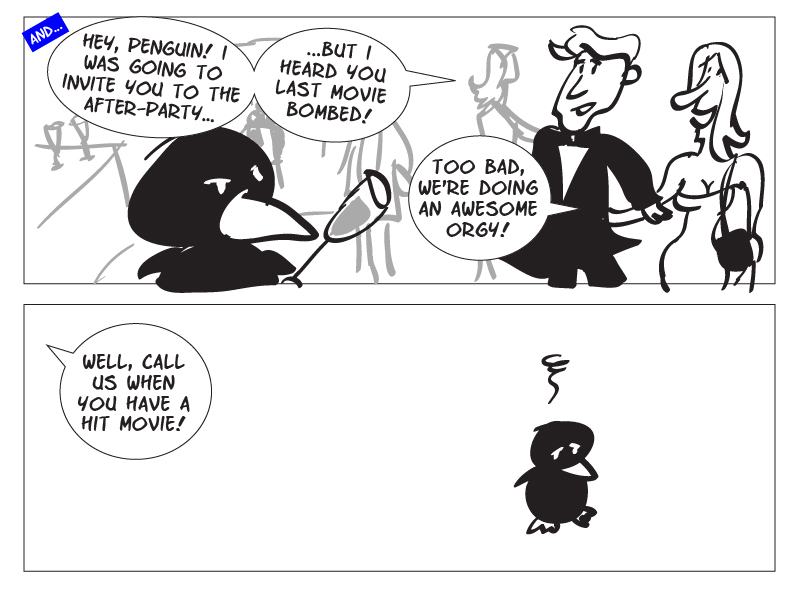 AND...
HEY, PENGUIN! I
WAS GOING TO
INVITE YOU TO THE
AFTER-PARTY...
...BUT I
HEARD YOU
LAST MOVIE
BOMBED!
TOO BAD,
WE'RE DOING
AN AWESOME
ORGY!
WELL, CALL
US WHEN
YOU HAVE A
HIT MOVIE!